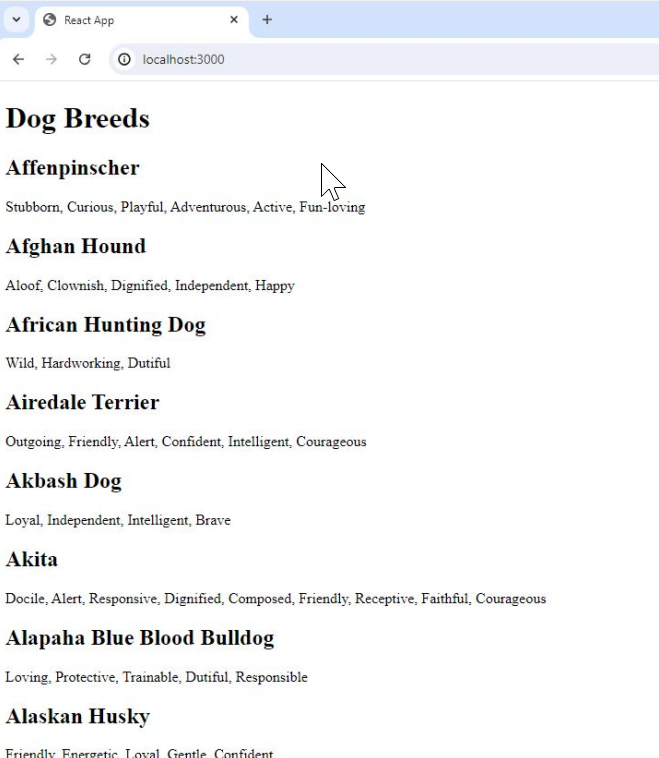 React App
localhost:3000
Dog Breeds
Affenpinscher
Stubborn, Curious, Playful, Adventurous, Active, Fun-loving
Afghan Hound
Aloof, Clownish, Dignified, Independent, Happy
African Hunting Dog
Wild, Hardworking, Dutiful
Airedale Terrier
Outgoing, Friendly, Alert, Confident, Intelligent, Courageous
Akbash Dog
Loyal, Independent, Intelligent, Brave
Akita
Docile, Alert, Responsive, Dignified, Composed, Friendly, Receptive, Faithful, Courageous
Alapaha Blue Blood Bulldog
Loving, Protective, Trainable, Dutiful, Responsible
Alaskan Husky
Friendly, Energetic, Loyal, Gentle, Confident